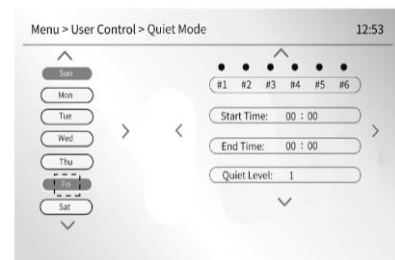 Menu > User Control > Quiet Mode 12:53
Sun
Mon
Tue
Wed
Thu
Fri
Sat
#1 #2 #3 #4 #5 #6
Start Time: 00 : 00
End Time: 00 : 00
Quiet Level: 1